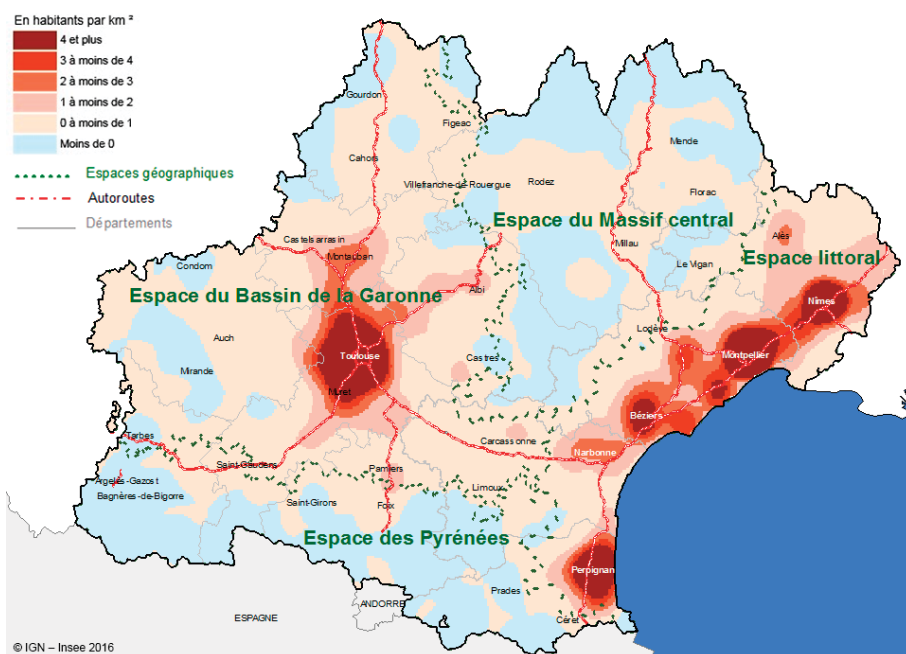 En habitants par km ²
4 et plus
3 à moins de 4
2 à moins de 3
1 à moins de 2
0 à moins de 1
Moins de 0
Espaces géographiques
Autoroutes
Départements
Gourdon
Figeac
Cahors
Mende
Villefranche-de-Rouergue
Rodez
Florac
Espace du Massif central
Castelsarrasin
Alès
Montauban
Millau
Espace littoral
Condom
Le Vigan
Albi
Espace du Bassin de la Garonne
Nîmes
Lodève
Auch
Toulouse
Montpellier
Castres
Mirande
Muret
Béziers
Tarbes
Carcassonne
Narbonne
Saint-Gaudens
Pamiers
Argelès-Gazost
Limoux
Bagnères-de-Bigorre
Saint-Girons
Foix
Espace des Pyrénées
Perpignan
Prades
ANDORRE
ESPAGNE
Céret
© IGN – Insee 2016